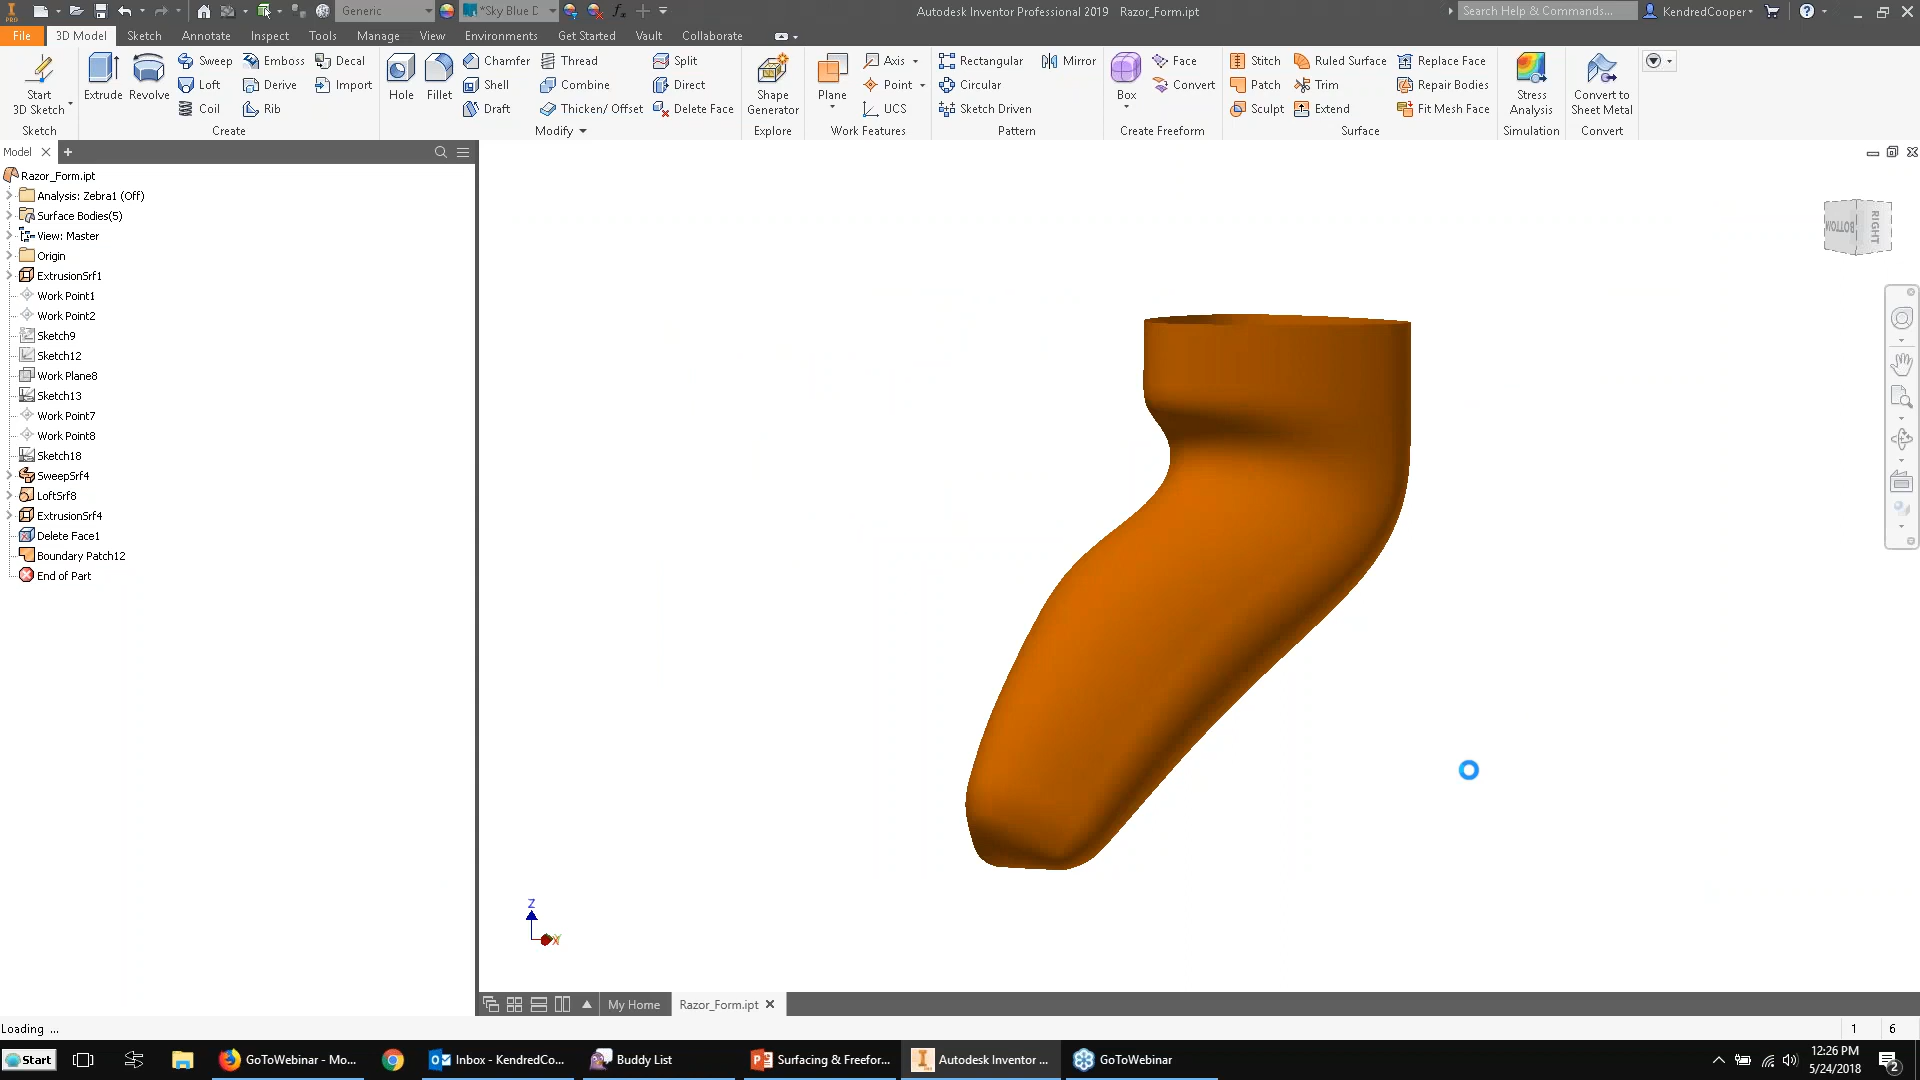 PRO Generic *Sky Blue D fx Autodesk Inventor Professional 2019 Razor_Form.ipt Search Help & Commands... KendredCooper
File 3D Model Sketch Annotate Inspect Tools Manage View Environments Get Started Vault Collaborate
Sweep Emboss Decal Chamfer Thread Split Axis Rectangular Mirror Face Stitch Ruled Surface Replace Face
Loft Derive Import Shell Combine Direct Point Circular Convert Patch Trim Repair Bodies
Start Extrude Revolve Hole Fillet Shape Plane Box Stress Convert to
3D Sketch Coil Rib Draft Thicken/ Offset Delete Face Generator UCS Sketch Driven Sculpt Extend Fit Mesh Face Analysis Sheet Metal
Sketch Create Modify Explore Work Features Pattern Create Freeform Surface Simulation Convert
Model
Razor_Form.ipt
Analysis: Zebra1 (Off)
Surface Bodies(5)
View: Master
Origin
ExtrusionSrf1
Work Point1
Work Point2
Sketch9
Sketch12
Work Plane8
Sketch13
Work Point7
Work Point8
Sketch18
SweepSrf4
LoftSrf8
ExtrusionSrf4
Delete Face1
Boundary Patch12
End of Part
BOTTOM RIGHT
Z
X
My Home Razor_Form.ipt
Loading ... 1 6
Start GoToWebinar - Mo... Inbox - KendredCo... Buddy List Surfacing & Freefor... Autodesk Inventor ... GoToWebinar 12:26 PM
5/24/2018 2